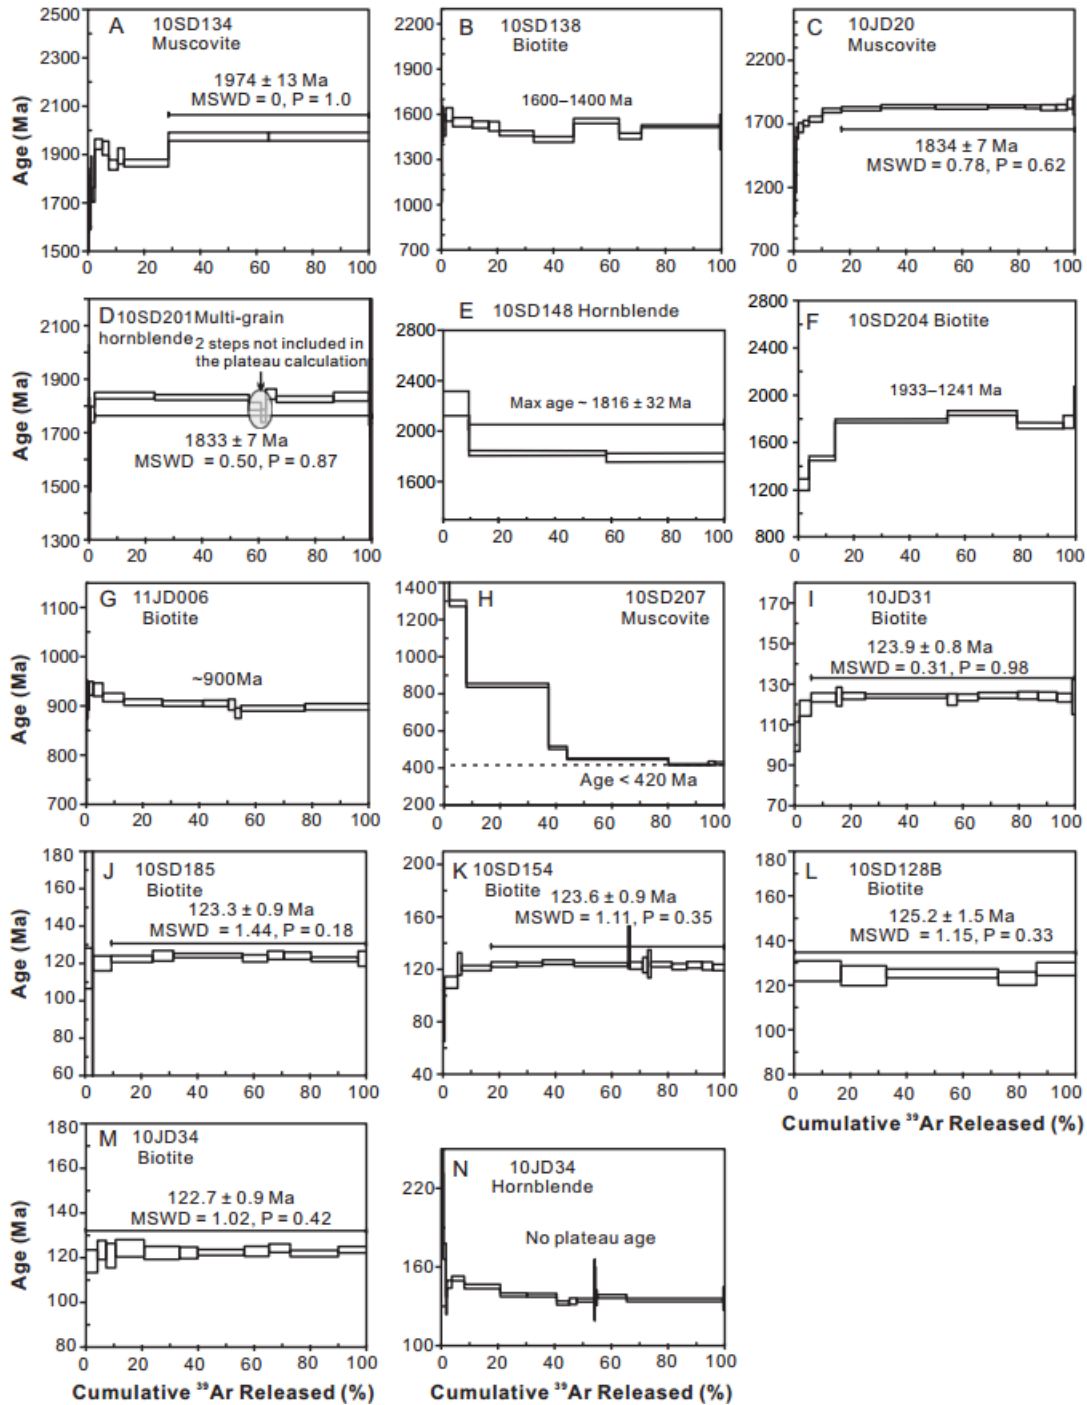 A
10SD134
Muscovite
1974 ± 13 Ma
MSWD = 0, P = 1.0
Age (Ma)
2500
2300
2100
1900
1700
1500
0 20 40 60 80 100
B
10SD138
Biotite
1600–1400 Ma
2200
1900
1600
1300
1000
700
0 20 40 60 80 100
C
10JD20
Muscovite
1834 ± 7 Ma
MSWD = 0.78, P = 0.62
2200
1700
1200
700
0 20 40 60 80 100
D 10SD201 Multi-grain
hornblende 2 steps not included in
the plateau calculation
1833 ± 7 Ma
MSWD = 0.50, P = 0.87
Age (Ma)
2100
1900
1700
1500
1300
0 20 40 60 80 100
E
10SD148 Hornblende
Max age ~ 1816 ± 32 Ma
2800
2400
2000
1600
0 20 40 60 80 100
F
10SD204 Biotite
1933–1241 Ma
2800
2400
2000
1600
1200
800
0 20 40 60 80 100
G
11JD006
Biotite
~900Ma
Age (Ma)
1100
1000
900
800
700
0 20 40 60 80 100
H
10SD207
Muscovite
Age < 420 Ma
1400
1200
1000
800
600
400
200
0 20 40 60 80 100
I
10JD31
Biotite
123.9 ± 0.8 Ma
MSWD = 0.31, P = 0.98
170
150
130
110
90
70
0 20 40 60 80 100
J
10SD185
Biotite
123.3 ± 0.9 Ma
MSWD = 1.44, P = 0.18
Age (Ma)
180
160
140
120
100
80
60
0 20 40 60 80 100
K 10SD154
Biotite
123.6 ± 0.9 Ma
MSWD = 1.11, P = 0.35
200
160
120
80
40
0 20 40 60 80 100
L
10SD128B
Biotite
125.2 ± 1.5 Ma
MSWD = 1.15, P = 0.33
180
160
140
120
100
80
0 20 40 60 80 100
Cumulative ³⁹Ar Released (%)
M 10JD34
Biotite
122.7 ± 0.9 Ma
MSWD = 1.02, P = 0.42
Age (Ma)
180
160
140
120
100
80
0 20 40 60 80 100
Cumulative ³⁹Ar Released (%)
N
10JD34
Hornblende
No plateau age
220
160
100
0 20 40 60 80 100
Cumulative ³⁹Ar Released (%)